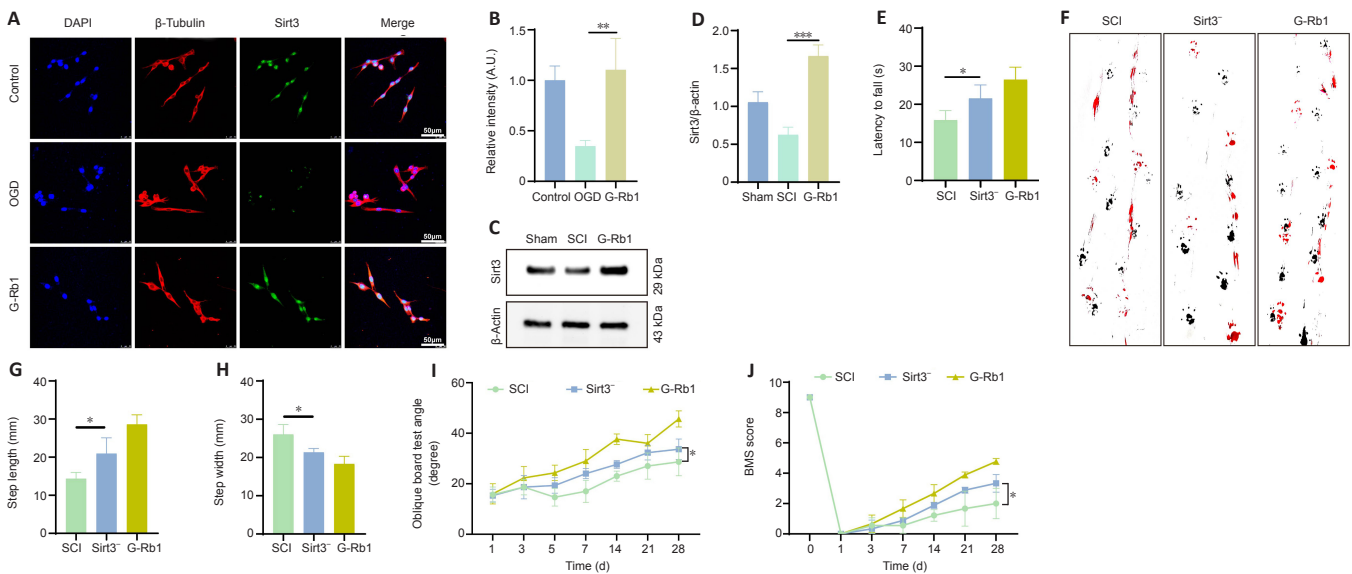 A
DAPI
β-Tubulin
Sirt3
Merge
Control
50μm
OGD
50μm
G-Rb1
50μm
B
**
Relative intensity (A.U.)
1.5
1.0
0.5
0
Control OGD G-Rb1
C
Sham SCI G-Rb1
Sirt3
29 kDa
β-Actin
43 kDa
D
***
Sirt3/β-actin
2.0
1.5
1.0
0.5
0.0
Sham SCI G-Rb1
E
*
Latency to fall (s)
40
30
20
10
0
SCI Sirt3⁻ G-Rb1
F
SCI
Sirt3⁻
G-Rb1
G
*
Step length (mm)
40
30
20
10
0
SCI Sirt3⁻ G-Rb1
H
*
Step width (mm)
40
30
20
10
0
SCI Sirt3⁻ G-Rb1
I
SCI Sirt3⁻ G-Rb1
Oblique board test angle
(degree)
60
40
20
0
*
1 3 5 7 14 21 28
Time (d)
J
SCI Sirt3⁻ G-Rb1
BMS score
10
8
6
4
2
0
*
0 1 3 7 14 21 28
Time (d)